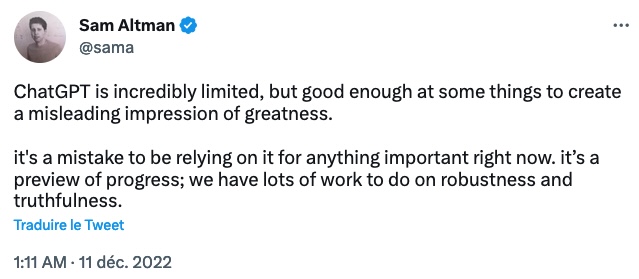 Sam Altman
@sama
ChatGPT is incredibly limited, but good enough at some things to create
a misleading impression of greatness.
it's a mistake to be relying on it for anything important right now. it’s a
preview of progress; we have lots of work to do on robustness and
truthfulness.
Traduire le Tweet
1:11 AM · 11 déc. 2022